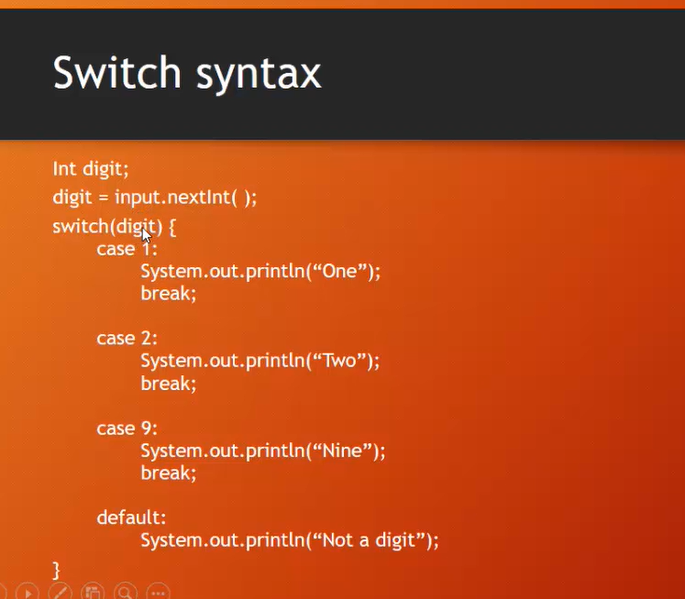 Switch syntax
Int digit;
digit = input.nextInt( );
switch(digit) {
case 1:
System.out.println(“One”);
break;
case 2:
System.out.println(“Two”);
break;
case 9:
System.out.println(“Nine”);
break;
default:
System.out.println(“Not a digit”);
}